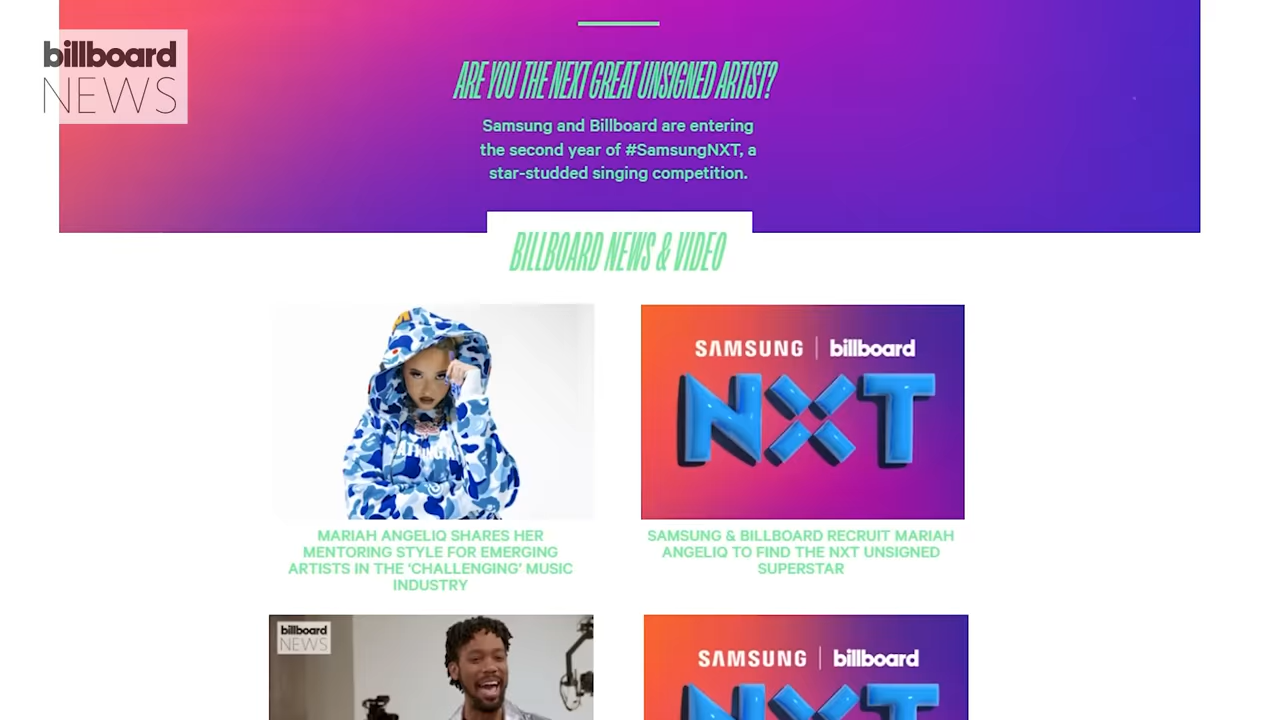 billboard
NEWS
ARE YOU THE NEXT GREAT UNSIGNED ARTIST?
Samsung and Billboard are entering
the second year of #SamsungNXT, a
star-studded singing competition.
BILLBOARD NEWS & VIDEO
SAMSUNG | billboard
NXT
MARIAH ANGELIQ SHARES HER
MENTORING STYLE FOR EMERGING
ARTISTS IN THE ‘CHALLENGING’ MUSIC
INDUSTRY
SAMSUNG & BILLBOARD RECRUIT MARIAH
ANGELIQ TO FIND THE NXT UNSIGNED
SUPERSTAR
billboard
NEWS
SAMSUNG | billboard
NXT